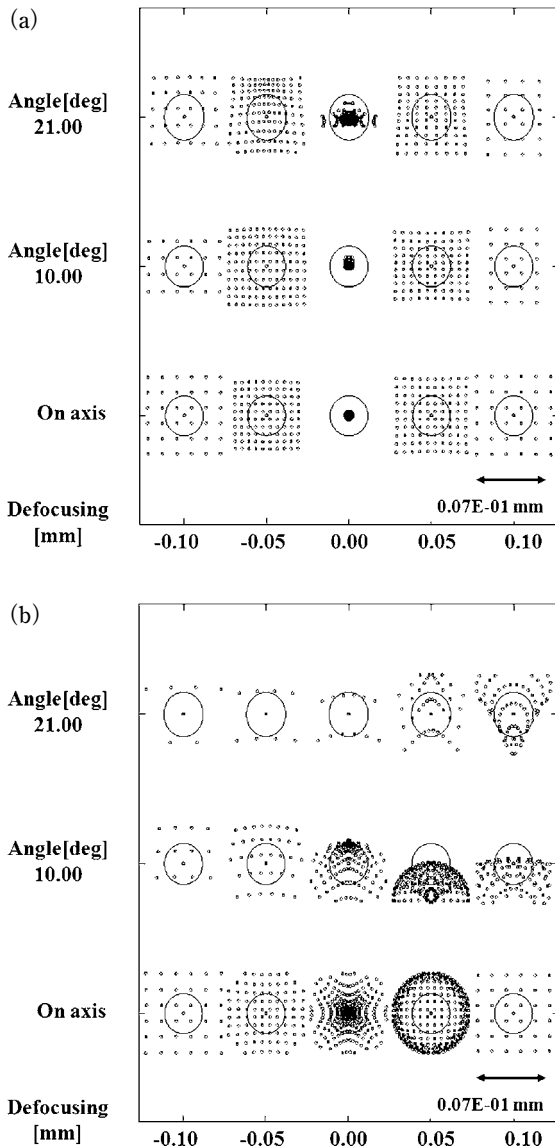 (a)
Angle[deg]
21.00
Angle[deg]
10.00
On axis
0.07E-01 mm
Defocusing
[mm]
-0.10 -0.05 0.00 0.05 0.10
(b)
Angle[deg]
21.00
Angle[deg]
10.00
On axis
0.07E-01 mm
Defocusing
[mm]
-0.10 -0.05 0.00 0.05 0.10